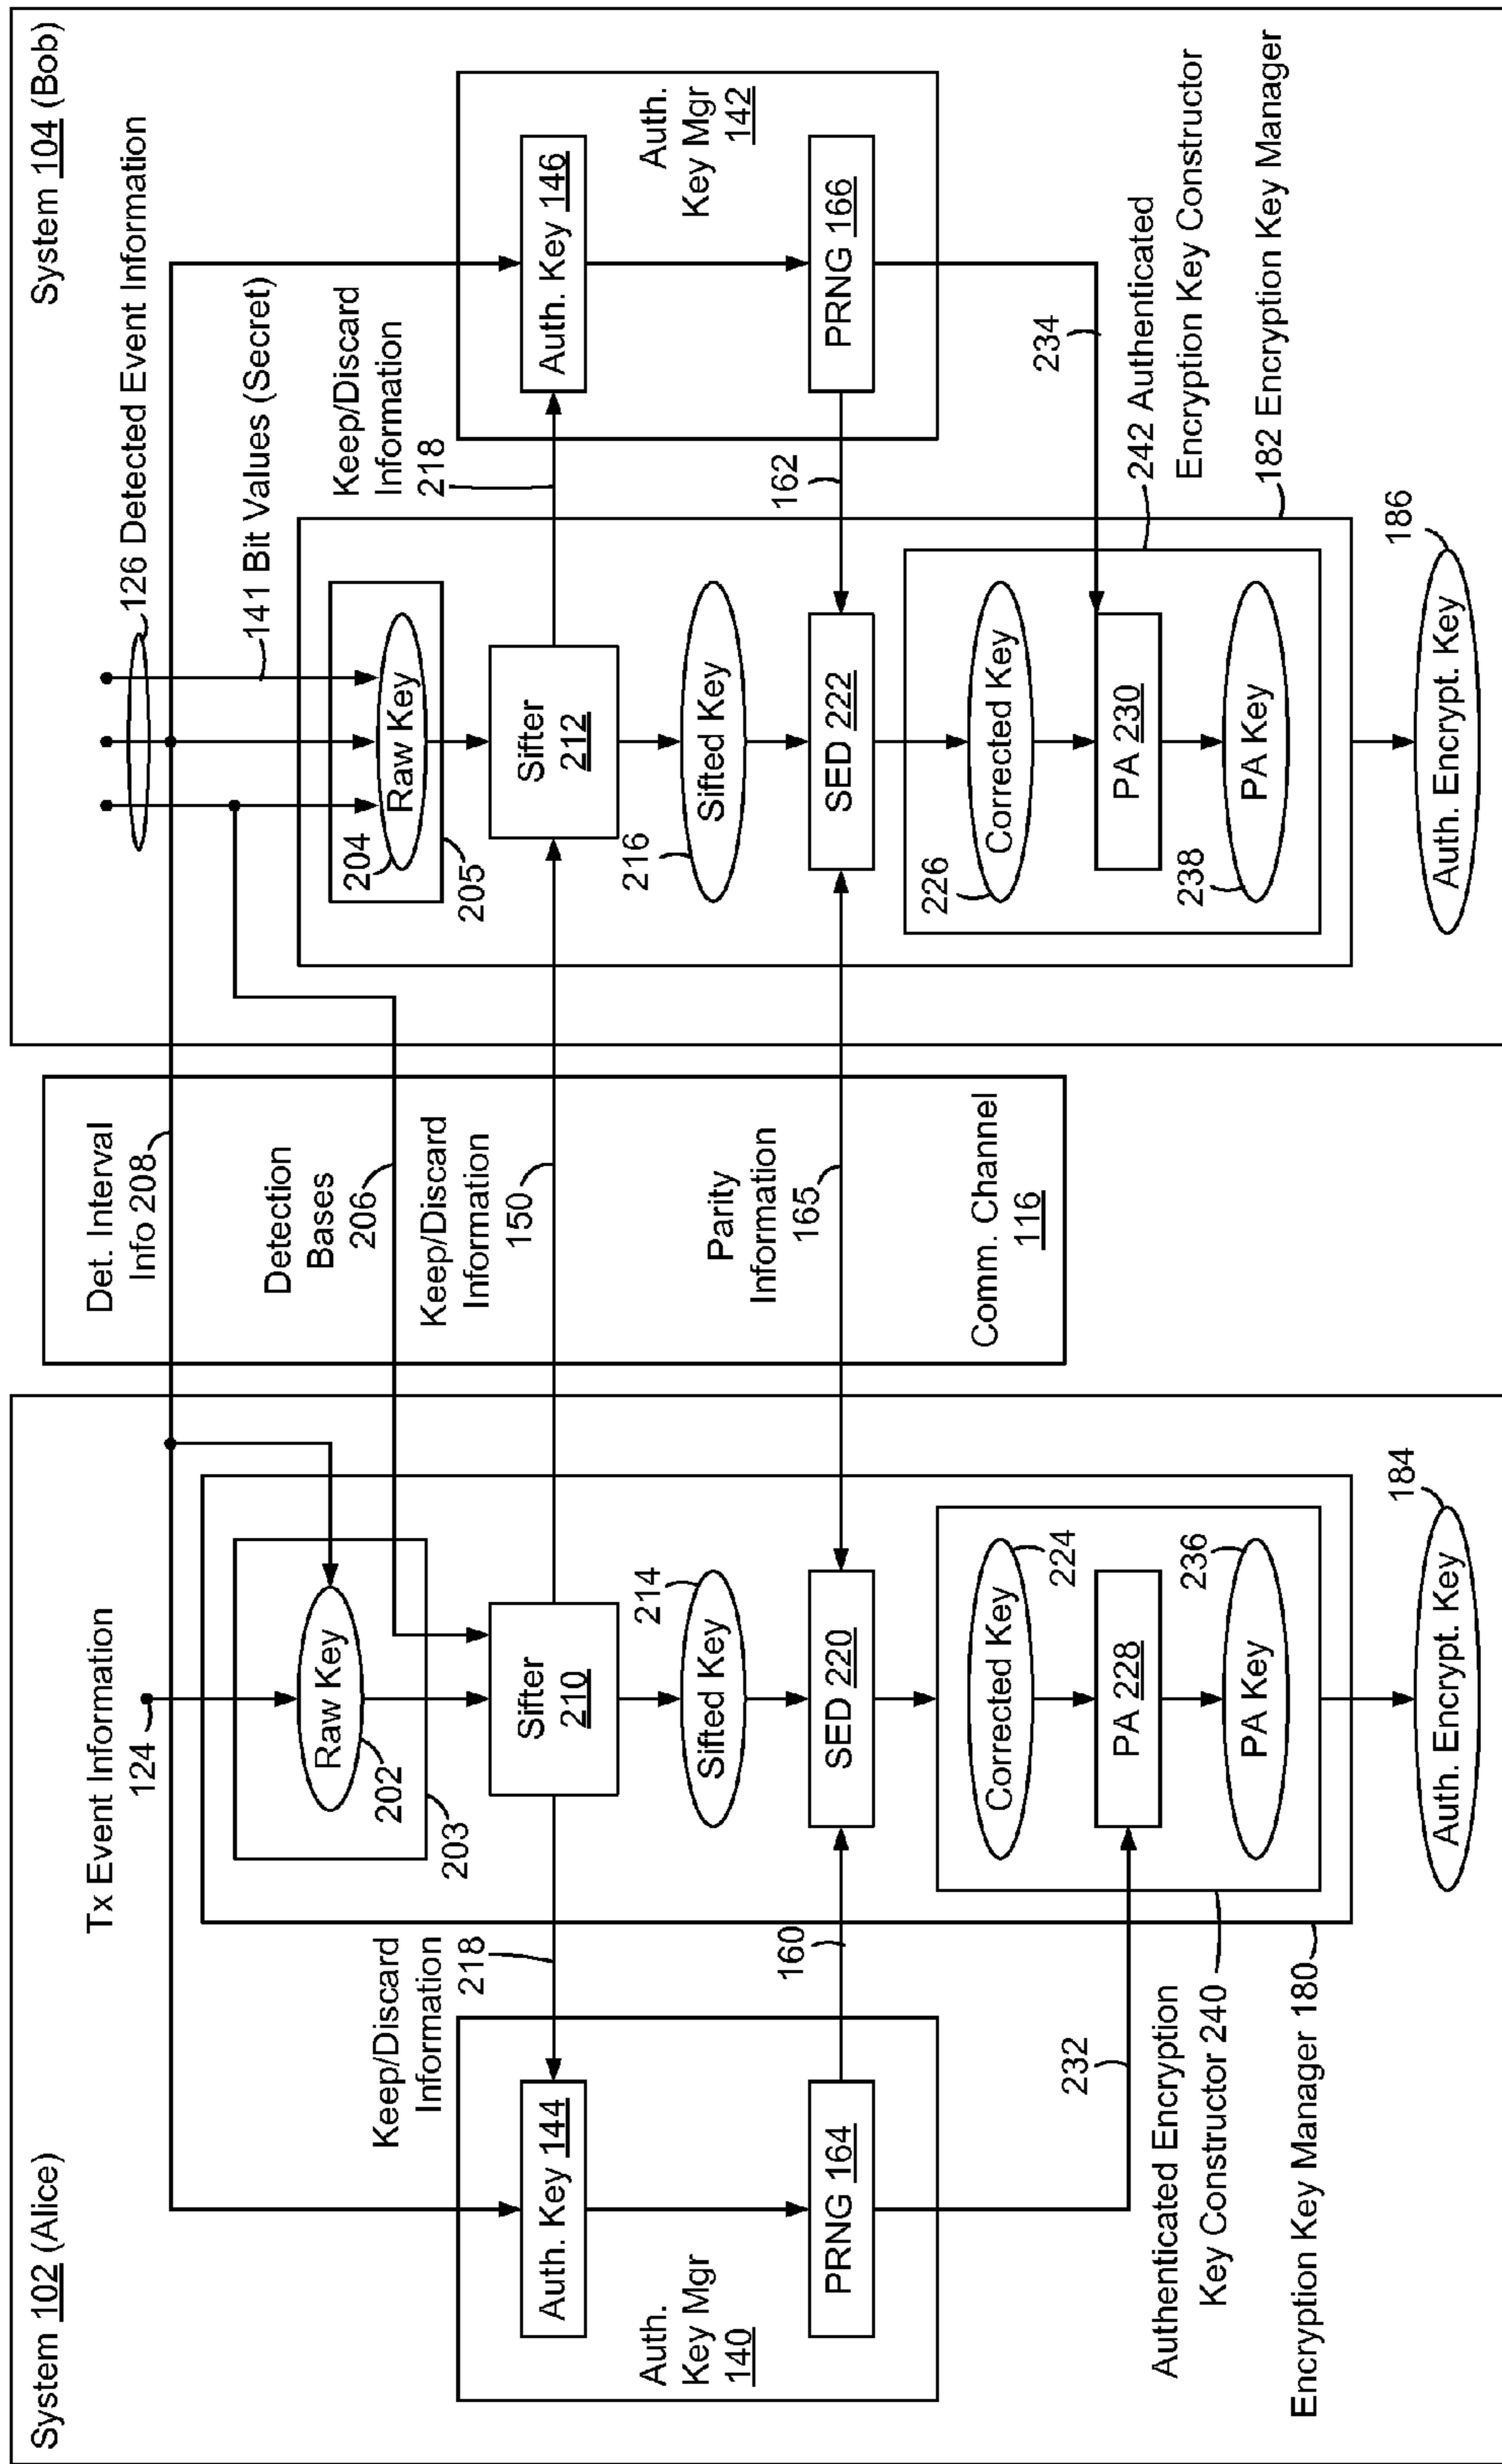 System 102 (Alice)
Tx Event Information
124
Raw Key
202
203
Sifter
210
Keep/Discard
Information
218
Auth. Key 144
Auth.
Key Mgr
140
PRNG 164
Sifted Key
214
SED 220
160
232
Corrected Key
224
PA 228
236
PA Key
Authenticated Encryption
Key Constructor 240
Encryption Key Manager 180
184
Auth. Encrypt. Key
Det. Interval
Info 208
Detection
Bases
206
Keep/Discard
Information
150
Parity
Information
165
Comm. Channel
116
System 104 (Bob)
126 Detected Event Information
141 Bit Values (Secret)
Raw Key
204
205
Sifter
212
Keep/Discard
Information
218
Auth. Key 146
Auth.
Key Mgr
142
PRNG 166
Sifted Key
216
SED 222
162
234
Corrected Key
226
PA 230
238
PA Key
242 Authenticated
Encryption Key Constructor
182 Encryption Key Manager
186
Auth. Encrypt. Key